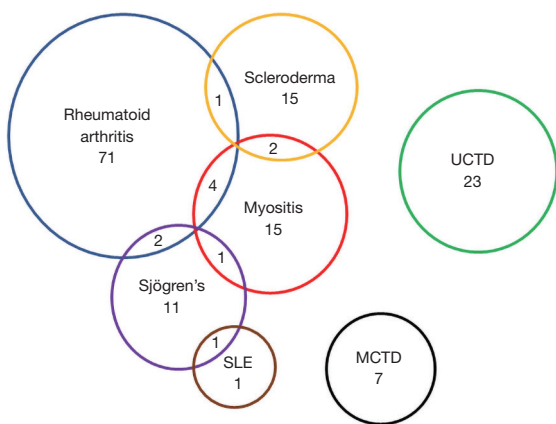 Scleroderma
15
1
Rheumatoid
arthritis
71
2
UCTD
23
4
Myositis
15
2
1
Sjögren's
11
1
SLE
1
MCTD
7